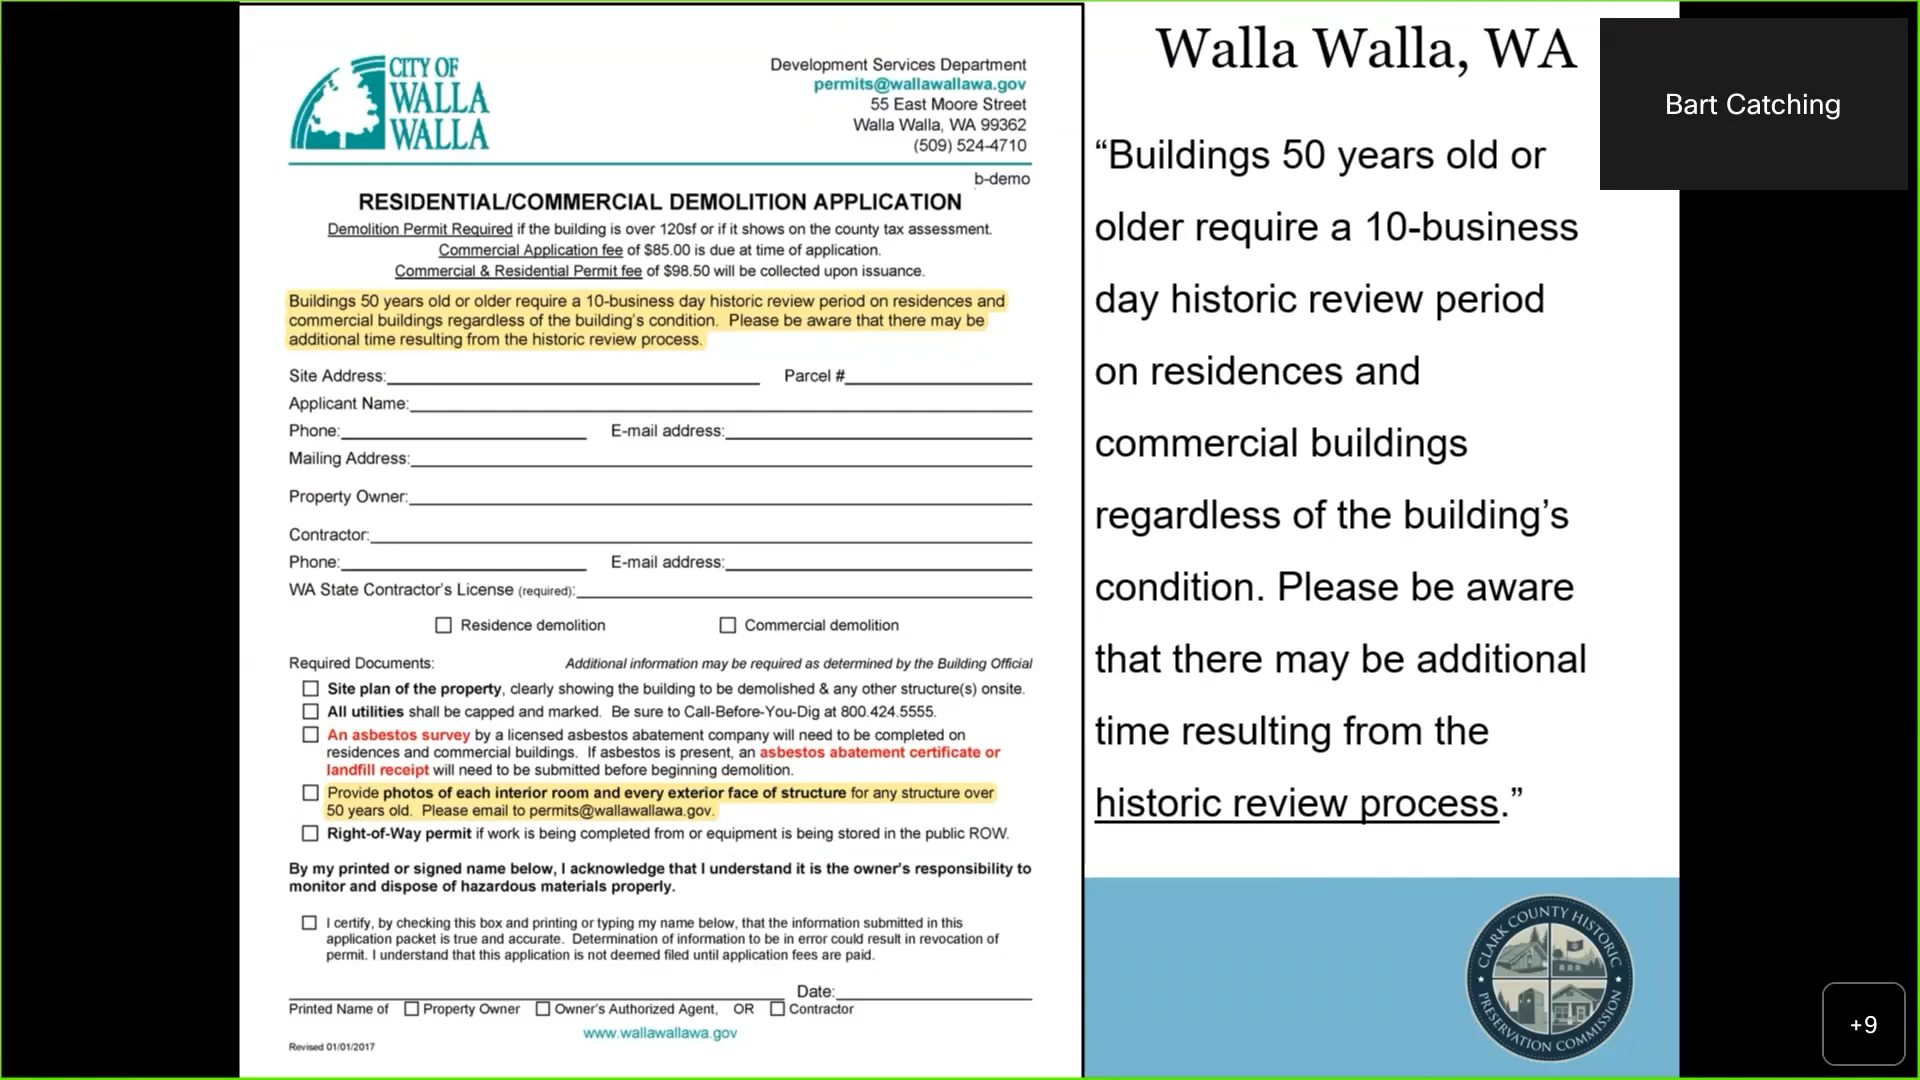 CITY OF
WALLA
WALLA
Development Services Department
permits@wallawallawa.gov
55 East Moore Street
Walla Walla, WA 99362
(509) 524-4710
b-demo
RESIDENTIAL/COMMERCIAL DEMOLITION APPLICATION
Demolition Permit Required if the building is over 120sf or if it shows on the county tax assessment.
Commercial Application fee of $85.00 is due at time of application.
Commercial & Residential Permit fee of $98.50 will be collected upon issuance.
Buildings 50 years old or older require a 10-business day historic review period on residences and
commercial buildings regardless of the building's condition. Please be aware that there may be
additional time resulting from the historic review process.
Site Address: Parcel #
Applicant Name:
Phone: E-mail address:
Mailing Address:
Property Owner:
Contractor:
Phone: E-mail address:
WA State Contractor's License (required):
Residence demolition Commercial demolition
Required Documents: Additional information may be required as determined by the Building Official
Site plan of the property, clearly showing the building to be demolished & any other structure(s) onsite.
All utilities shall be capped and marked. Be sure to Call-Before-You-Dig at 800.424.5555.
An asbestos survey by a licensed asbestos abatement company will need to be completed on
residences and commercial buildings. If asbestos is present, an asbestos abatement certificate or
landfill receipt will need to be submitted before beginning demolition.
Provide photos of each interior room and every exterior face of structure for any structure over
50 years old. Please email to permits@wallawallawa.gov.
Right-of-Way permit if work is being completed from or equipment is being stored in the public ROW.
By my printed or signed name below, I acknowledge that I understand it is the owner's responsibility to
monitor and dispose of hazardous materials properly.
I certify, by checking this box and printing or typing my name below, that the information submitted in this
application packet is true and accurate. Determination of information to be in error could result in revocation of
permit. I understand that this application is not deemed filed until application fees are paid.
Date:
Printed Name of Property Owner Owner's Authorized Agent, OR Contractor
www.wallawallawa.gov
Revised 01/01/2017
Walla Walla, WA
“Buildings 50 years old or
older require a 10-business
day historic review period
on residences and
commercial buildings
regardless of the building’s
condition. Please be aware
that there may be additional
time resulting from the
historic review process.”
Bart Catching
CLARK COUNTY HISTORIC
PRESERVATION COMMISSION
+9